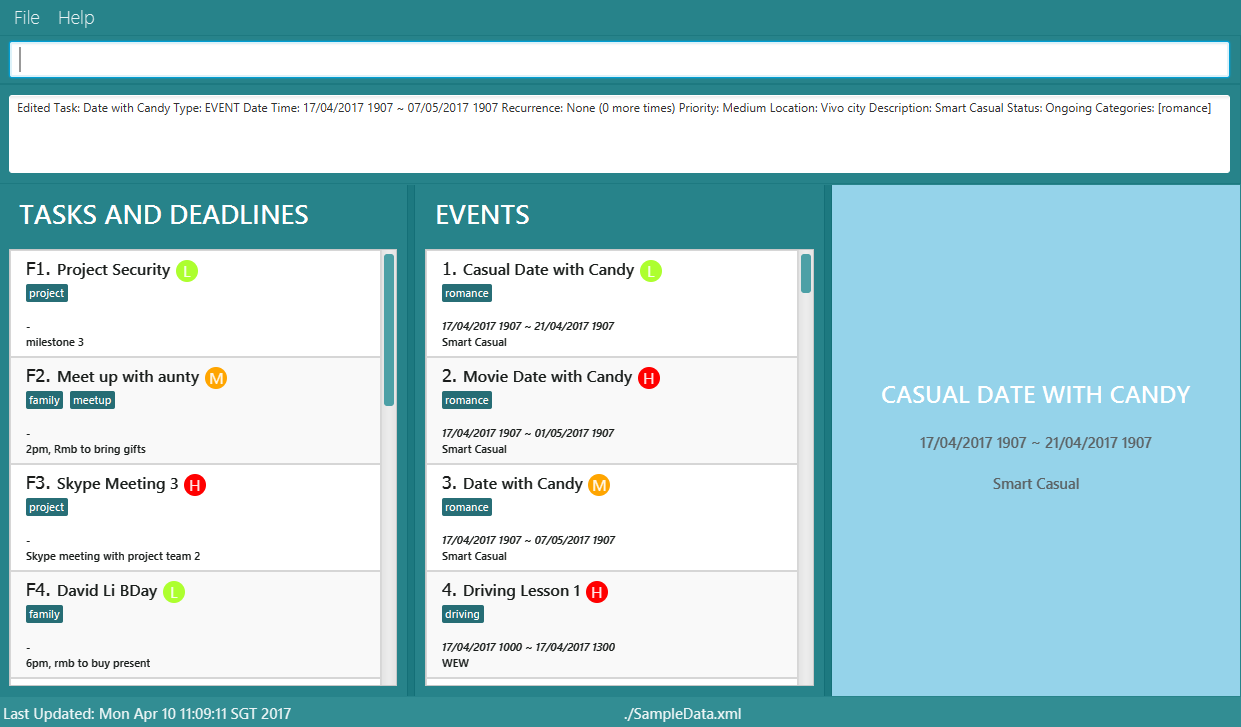 File Help
Edited Task: Date with Candy Type: EVENT Date Time: 17/04/2017 1907 ~ 07/05/2017 1907 Recurrence: None (0 more times) Priority: Medium Location: Vivo city Description: Smart Casual Status: Ongoing Categories: [romance]
TASKS AND DEADLINES
F1. Project Security L
project
-
milestone 3
F2. Meet up with aunty M
family meetup
-
2pm, Rmb to bring gifts
F3. Skype Meeting 3 H
project
-
Skype meeting with project team 2
F4. David Li BDay L
family
-
6pm, rmb to buy present
EVENTS
1. Casual Date with Candy L
romance
17/04/2017 1907 ~ 21/04/2017 1907
Smart Casual
2. Movie Date with Candy H
romance
17/04/2017 1907 ~ 01/05/2017 1907
Smart Casual
3. Date with Candy M
romance
17/04/2017 1907 ~ 07/05/2017 1907
Smart Casual
4. Driving Lesson 1 H
driving
17/04/2017 1000 ~ 17/04/2017 1300
WEW
CASUAL DATE WITH CANDY
17/04/2017 1907 ~ 21/04/2017 1907
Smart Casual
Last Updated: Mon Apr 10 11:09:11 SGT 2017
./SampleData.xml